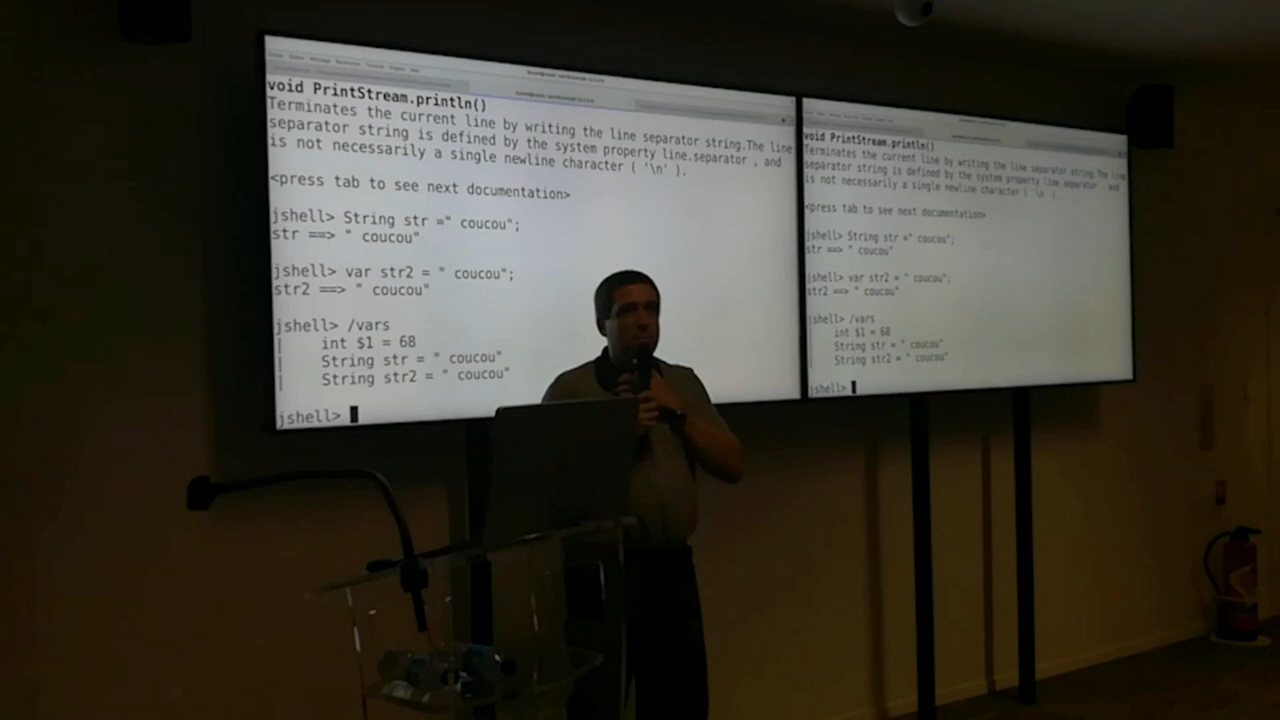 void PrintStream.println()
Terminates the current line by writing the line separator string.The line
separator string is defined by the system property line.separator , and
is not necessarily a single newline character ( '\n' ).
<press tab to see next documentation>
jshell> String str =" coucou";
str ==> " coucou"
jshell> var str2 = " coucou";
str2 ==> " coucou"
jshell> /vars
|    int $1 = 68
|    String str = " coucou"
|    String str2 = " coucou"
jshell>
void PrintStream.println()
Terminates the current line by writing the line separator string.The line
separator string is defined by the system property line.separator , and
is not necessarily a single newline character ( '\n' ).
<press tab to see next documentation>
jshell> String str =" coucou";
str ==> " coucou"
jshell> var str2 = " coucou";
str2 ==> " coucou"
jshell> /vars
|    int $1 = 68
|    String str = " coucou"
|    String str2 = " coucou"
jshell>